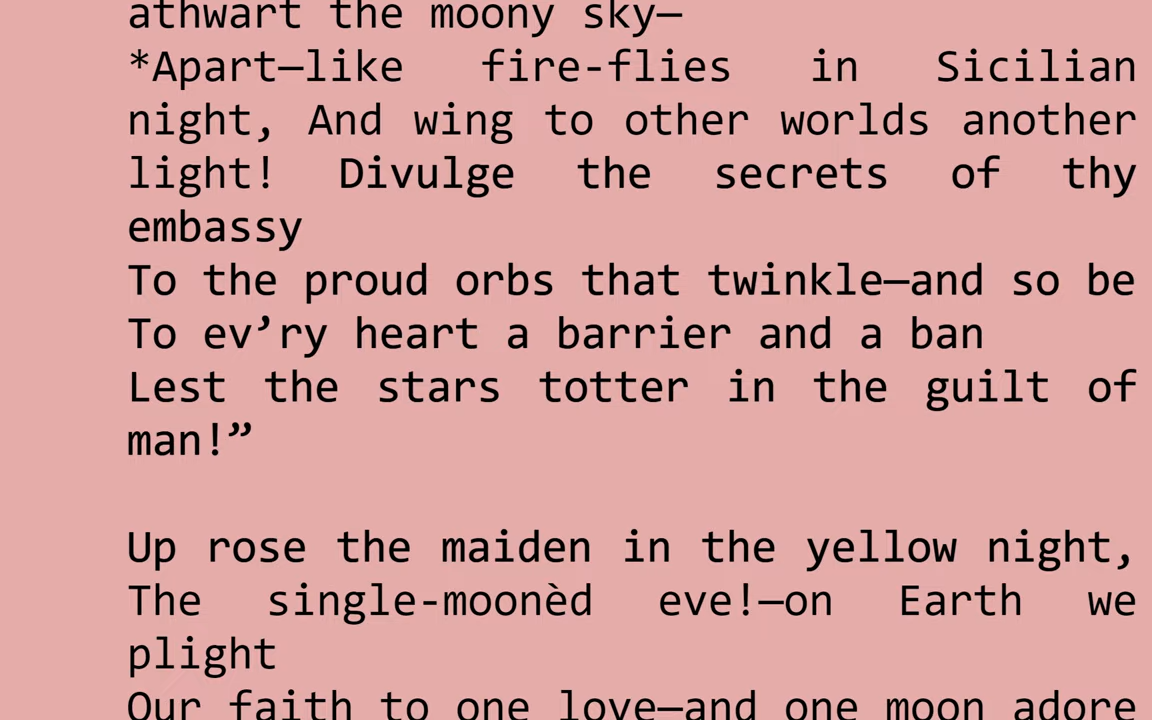 athwart the moony sky—
*Apart—like fire-flies in Sicilian
night, And wing to other worlds another
light! Divulge the secrets of thy
embassy
To the proud orbs that twinkle—and so be
To ev’ry heart a barrier and a ban
Lest the stars totter in the guilt of
man!”
Up rose the maiden in the yellow night,
The single-moonèd eve!—on Earth we
plight
Our faith to one love—and one moon adore